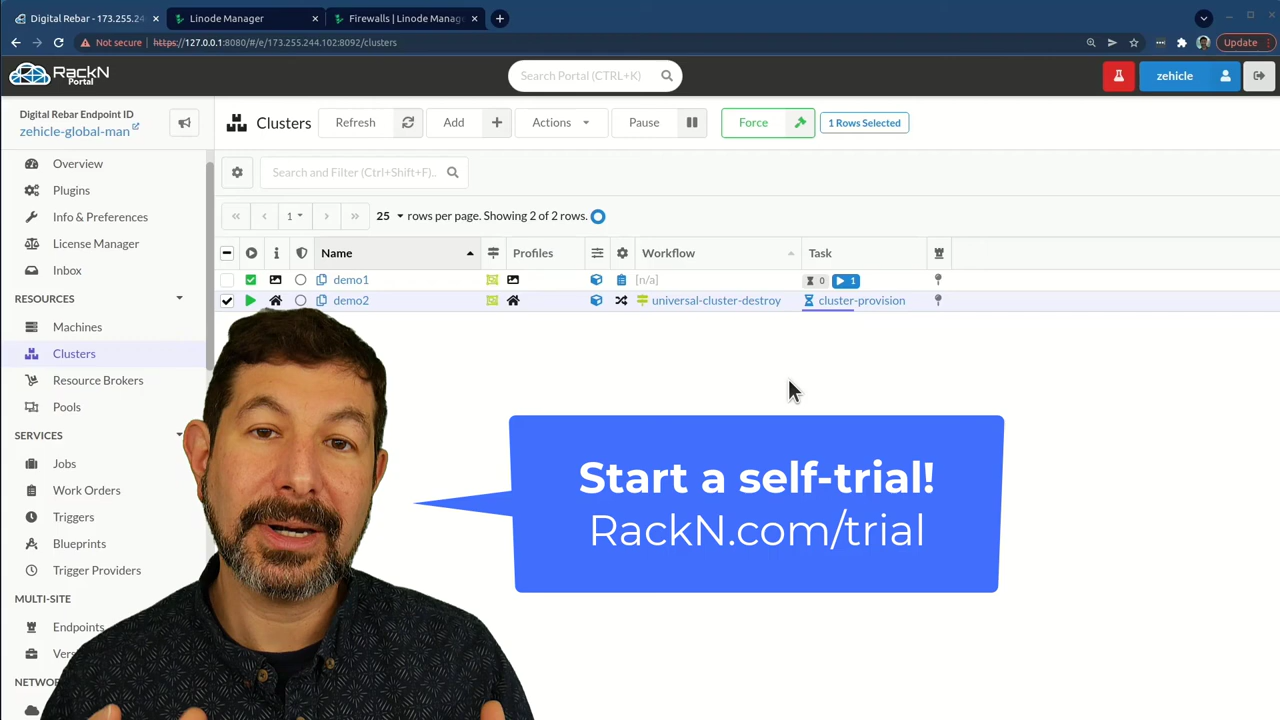 Digital Rebar - 173.255.24
Linode Manager
Firewalls | Linode Manage
Not secure
https://127.0.0.1:8080/#/e/173.255.244.102:8092/clusters
Update
RackN
Portal
Search Portal (CTRL+K)
zehicle
Digital Rebar Endpoint ID
zehicle-global-man
Clusters
Refresh
Add
Actions
Pause
Force
1 Rows Selected
Overview
Plugins
Info & Preferences
License Manager
Inbox
RESOURCES
Machines
Clusters
Resource Brokers
Pools
SERVICES
Jobs
Work Orders
Triggers
Blueprints
Trigger Providers
MULTI-SITE
Endpoints
Vers
NETWO
Search and Filter (Ctrl+Shift+F)..
1
25 rows per page. Showing 2 of 2 rows.
Name Profiles Workflow Task
demo1 [n/a] 0 1
demo2 universal-cluster-destroy cluster-provision
Start a self-trial!
RackN.com/trial